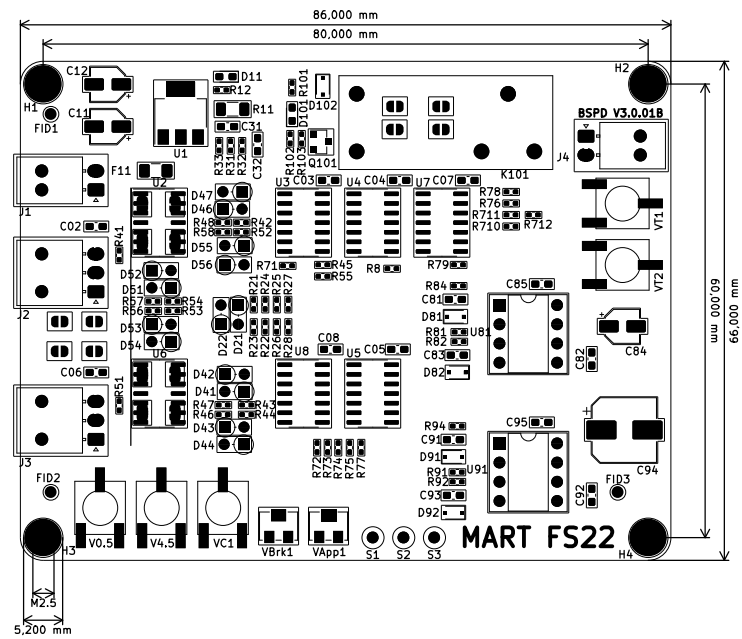 86,000 mm
80,000 mm
C12
D11
R12
R101
D102
H2
H1
C11
FID1
R11
D101
BSPD V3.0.01B
C31
U1
R33
R31
R32
C32
R102
R103
Q101
K101
J4
F11
U2
D47
U3
C03
U4
C04
U7
C07
R78
J1
D46
R76
R48
R42
R711
R712
VT1
C02
R58
R52
R710
R41
D55
D56
R71
R45
R8
R79
VT2
D52
R55
R84
C85
D51
R21
R24
R25
R27
C81
R57
R54
D81
J2
R56
R53
R81
U81
D53
R23
R22
R26
R28
R82
C84
D54
D22
D21
C83
C82
U6
U8
C08
U5
C05
D82
C06
D42
R51
D41
R47
R43
R46
R44
R94
C95
D43
C91
D44
R72
R73
R74
R75
R77
D91
J3
R91
U91
C94
FID2
R92
FID3
C93
C92
D92
H3
V0.5
V4.5
VC1
VBrk1
VApp1
S1
S2
S3
MART FS22
H4
M2.5
5,200 mm
60,000 mm
66,000 mm